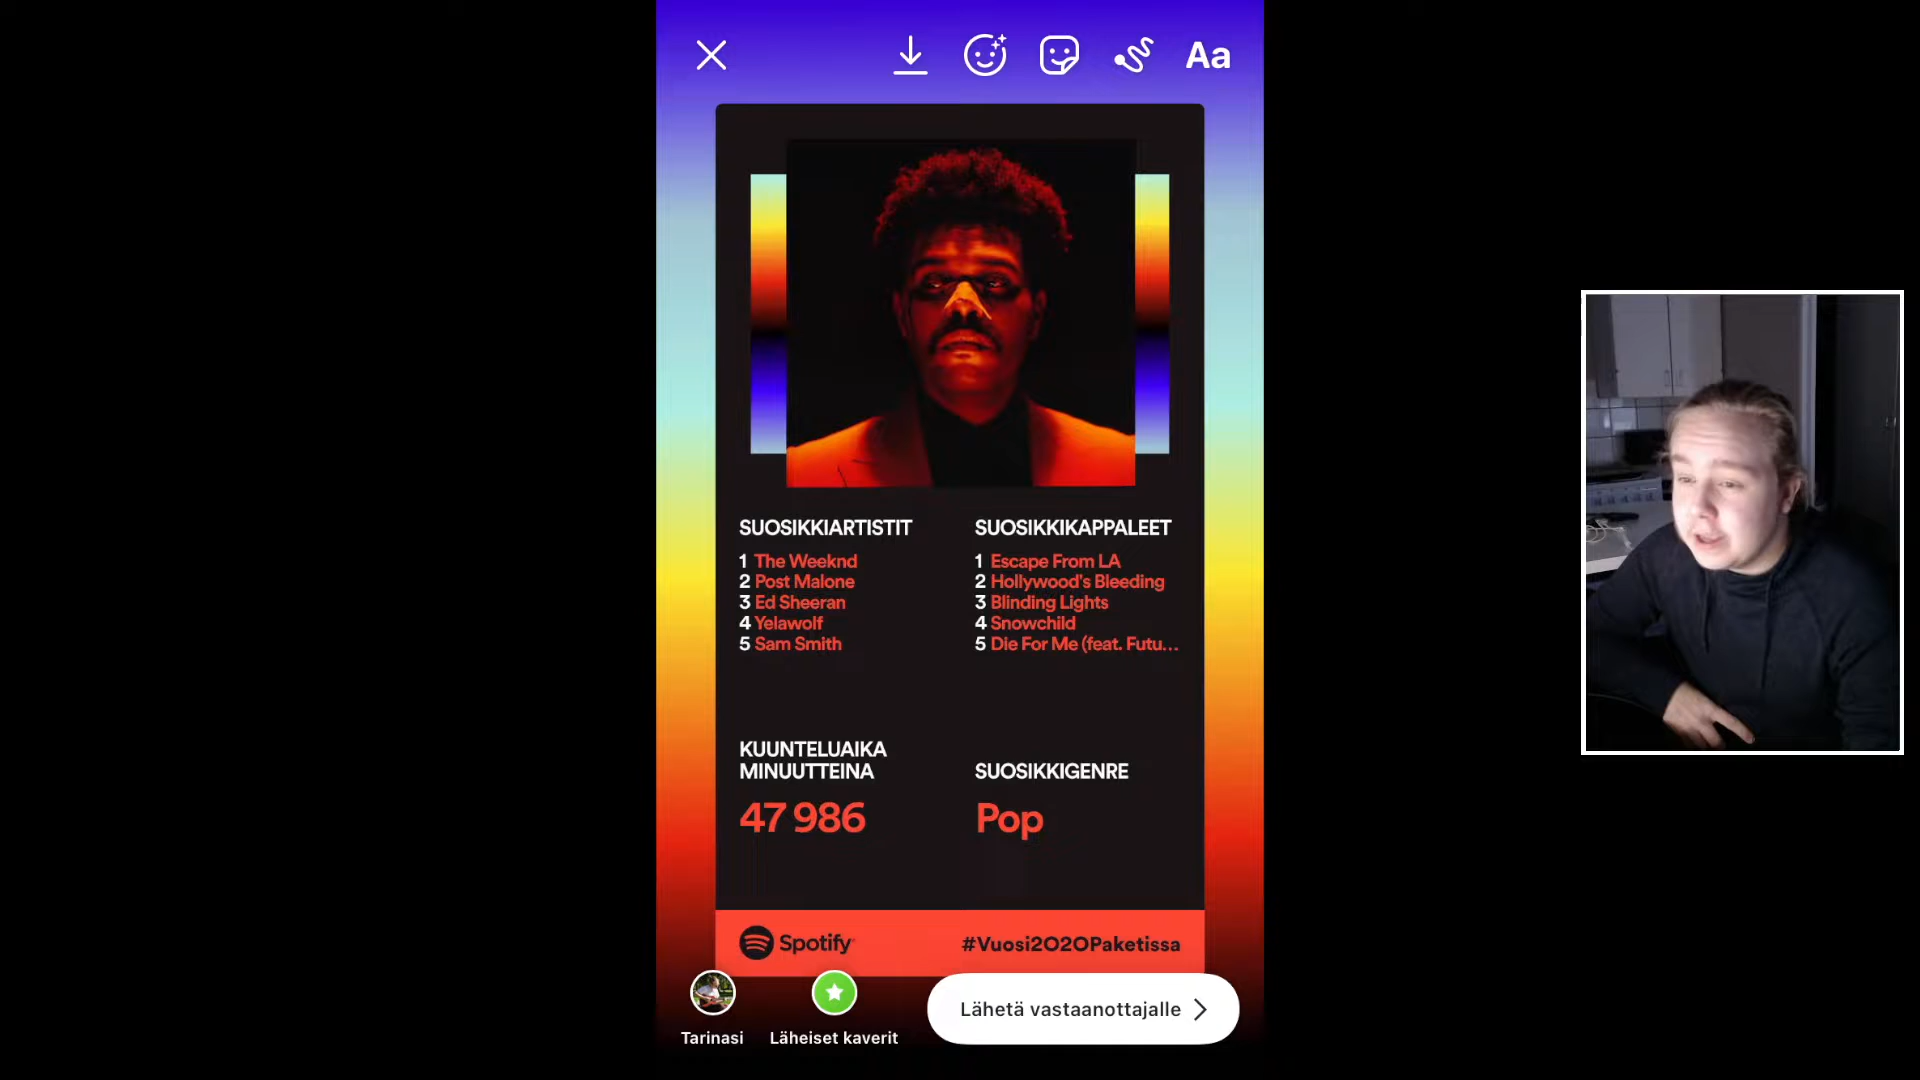 Aa
SUOSIKKIARTISTIT
1 The Weeknd
2 Post Malone
3 Ed Sheeran
4 Yelawolf
5 Sam Smith
SUOSIKKIKAPPALEET
1 Escape From LA
2 Hollywood's Bleeding
3 Blinding Lights
4 Snowchild
5 Die For Me (feat. Futu...
KUUNTELUAIKA
MINUUTTEINA
47 986
SUOSIKKIGENRE
Pop
Spotify
#Vuosi2020Paketissa
Tarinasi
Läheiset kaverit
Lähetä vastaanottajalle